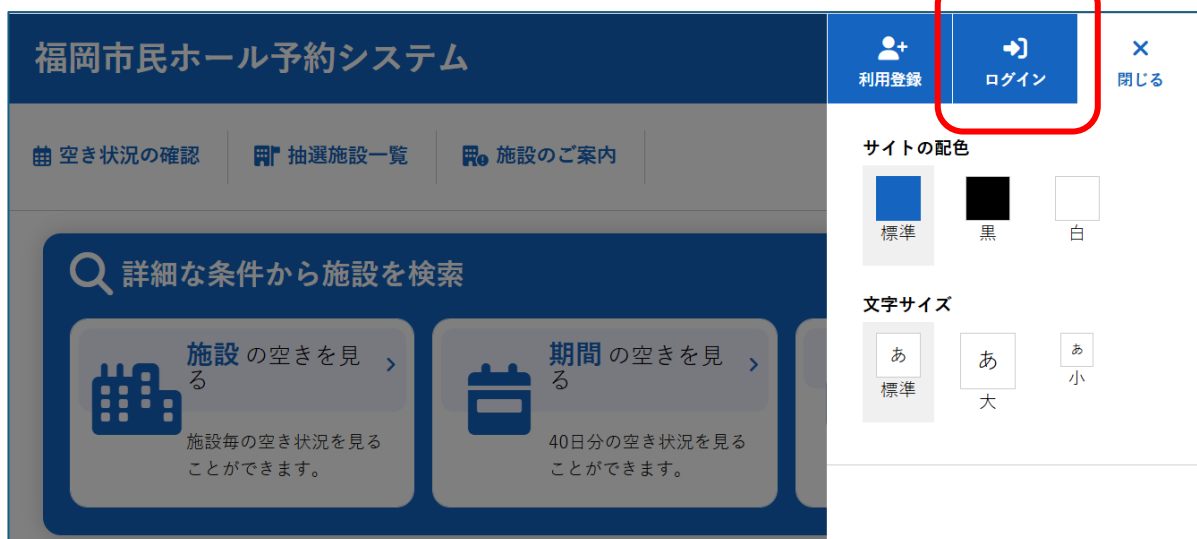 福岡市民ホール予約システム
利用登録
ログイン
閉じる
空き状況の確認
抽選施設一覧
施設のご案内
サイトの配色
標準
黒
白
詳細な条件から施設を検索
施設 の空きを見
る
施設毎の空き状況を見る
ことができます。
期間 の空きを見
る
40日分の空き状況を見る
ことができます。
文字サイズ
あ
標準
あ
大
あ
小